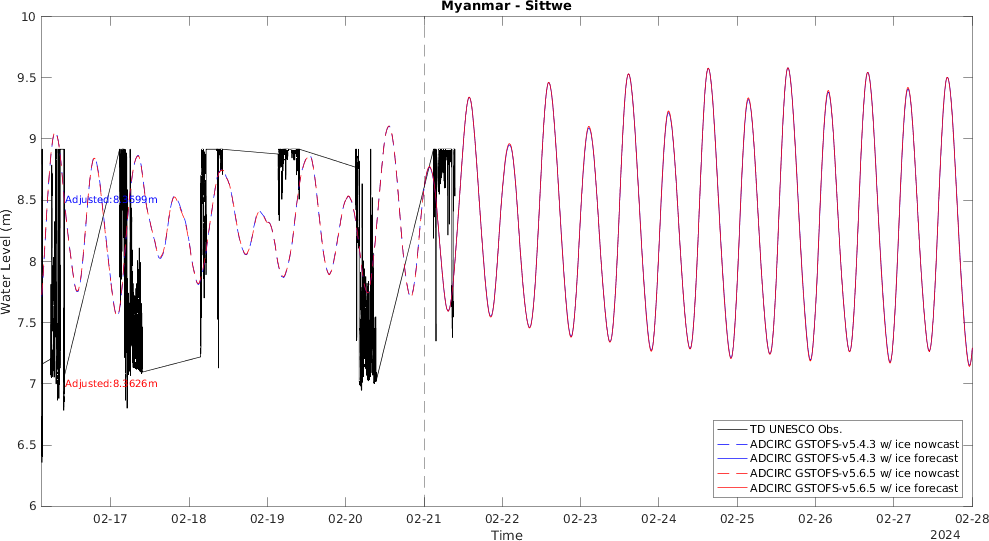 Myanmar - Sittwe
10
9.5
9
8.5
8
7.5
7
6.5
6
Water Level (m)
Adjusted:8.3699m
Adjusted:8.3626m
TD UNESCO Obs.
ADCIRC GSTOFS-v5.4.3 w/ ice nowcast
ADCIRC GSTOFS-v5.4.3 w/ ice forecast
ADCIRC GSTOFS-v5.6.5 w/ ice nowcast
ADCIRC GSTOFS-v5.6.5 w/ ice forecast
02-17 02-18 02-19 02-20 02-21 02-22 02-23 02-24 02-25 02-26 02-27 02-28
Time
2024